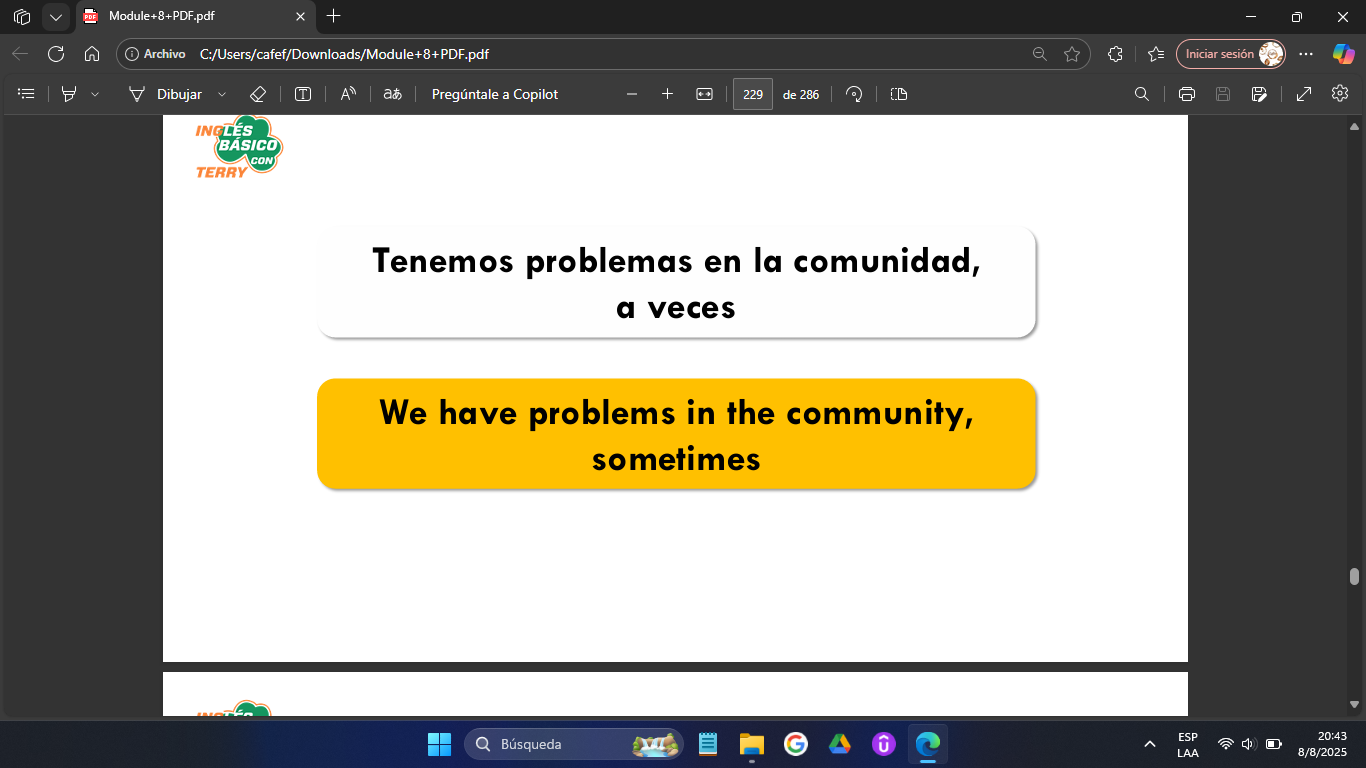 Module+8+PDF.pdf
Archivo C:/Users/cafef/Downloads/Module+8+PDF.pdf Iniciar sesión
Dibujar aあ Pregúntale a Copilot 229 de 286
INGLÉS
BÁSICO
CON
TERRY
Tenemos problemas en la comunidad,
a veces
We have problems in the community,
sometimes
Búsqueda
ESP
LAA
20:43
8/8/2025